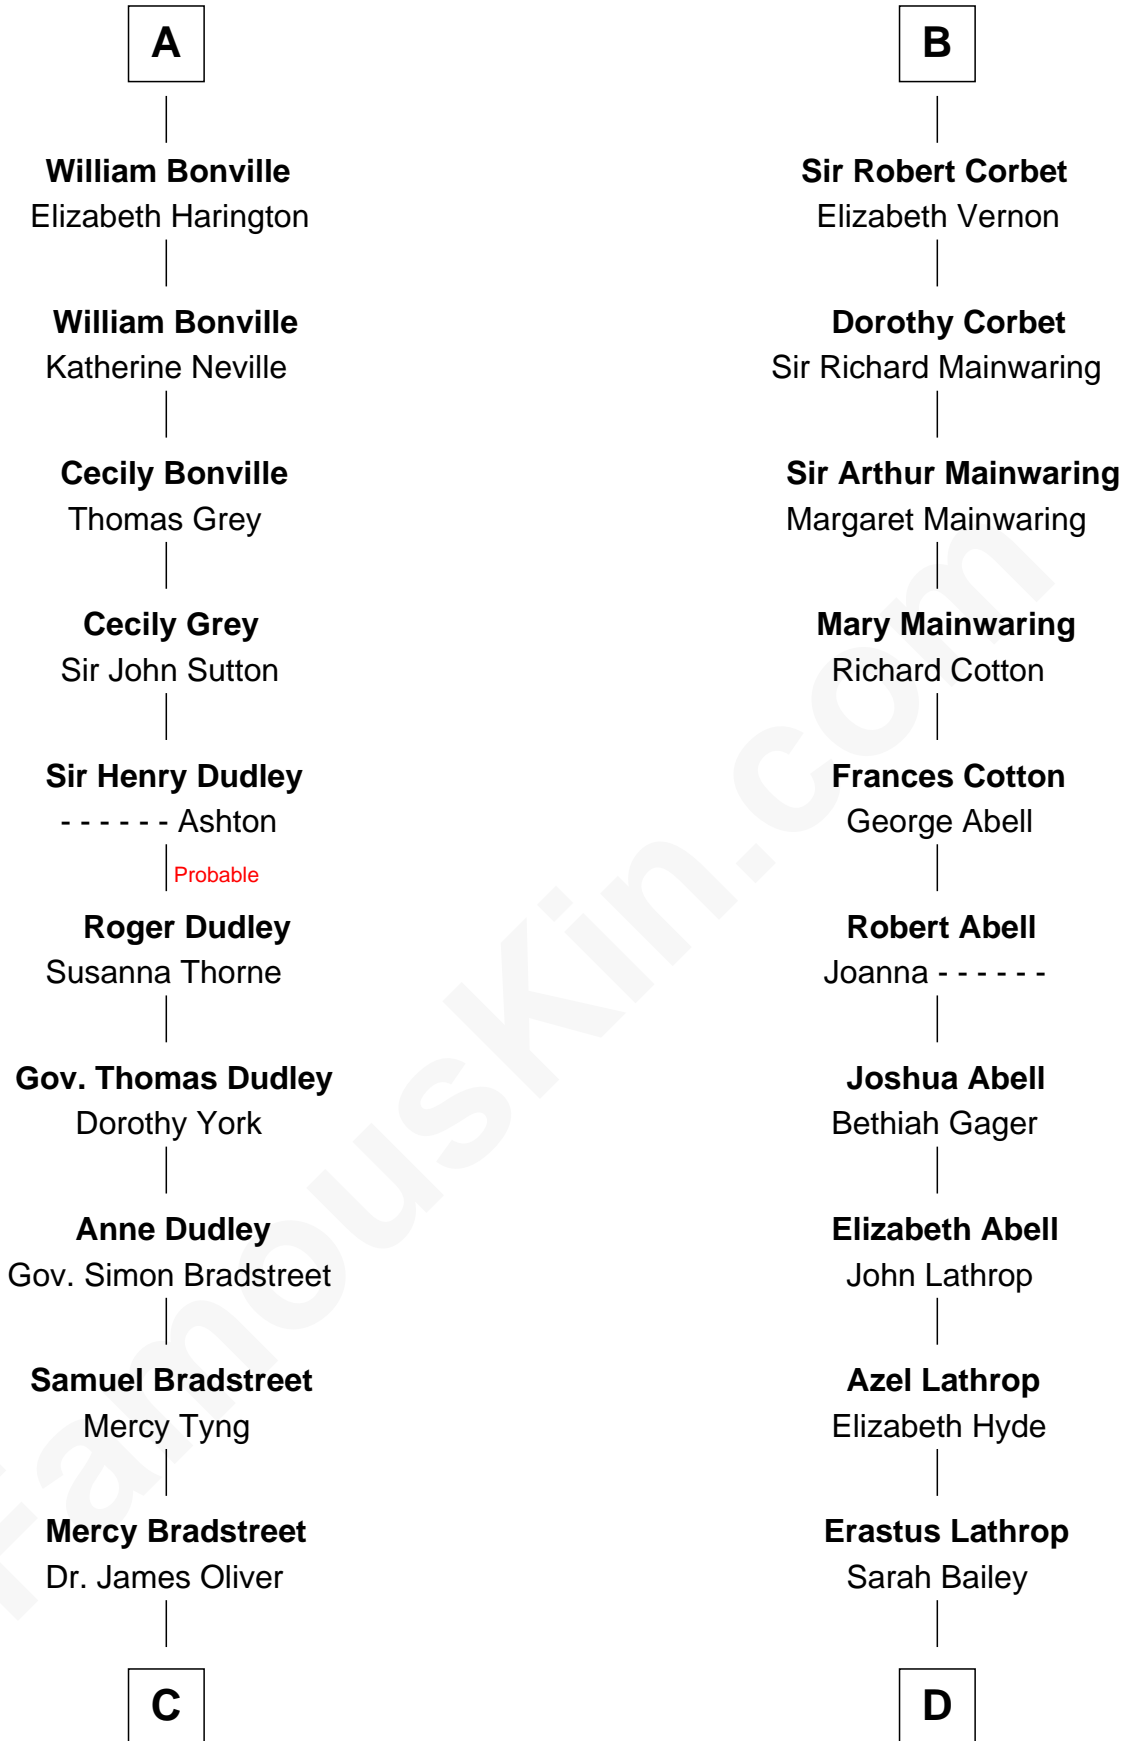 A
William Bonville
Elizabeth Harington
William Bonville
Katherine Neville
Cecily Bonville
Thomas Grey
Cecily Grey
Sir John Sutton
Sir Henry Dudley
- - - - - - Ashton
Probable
Roger Dudley
Susanna Thorne
Gov. Thomas Dudley
Dorothy York
Anne Dudley
Gov. Simon Bradstreet
Samuel Bradstreet
Mercy Tyng
Mercy Bradstreet
Dr. James Oliver
C
B
Sir Robert Corbet
Elizabeth Vernon
Dorothy Corbet
Sir Richard Mainwaring
Sir Arthur Mainwaring
Margaret Mainwaring
Mary Mainwaring
Richard Cotton
Frances Cotton
George Abell
Robert Abell
Joanna - - - - - -
Joshua Abell
Bethiah Gager
Elizabeth Abell
John Lathrop
Azel Lathrop
Elizabeth Hyde
Erastus Lathrop
Sarah Bailey
D
FamousKin.com